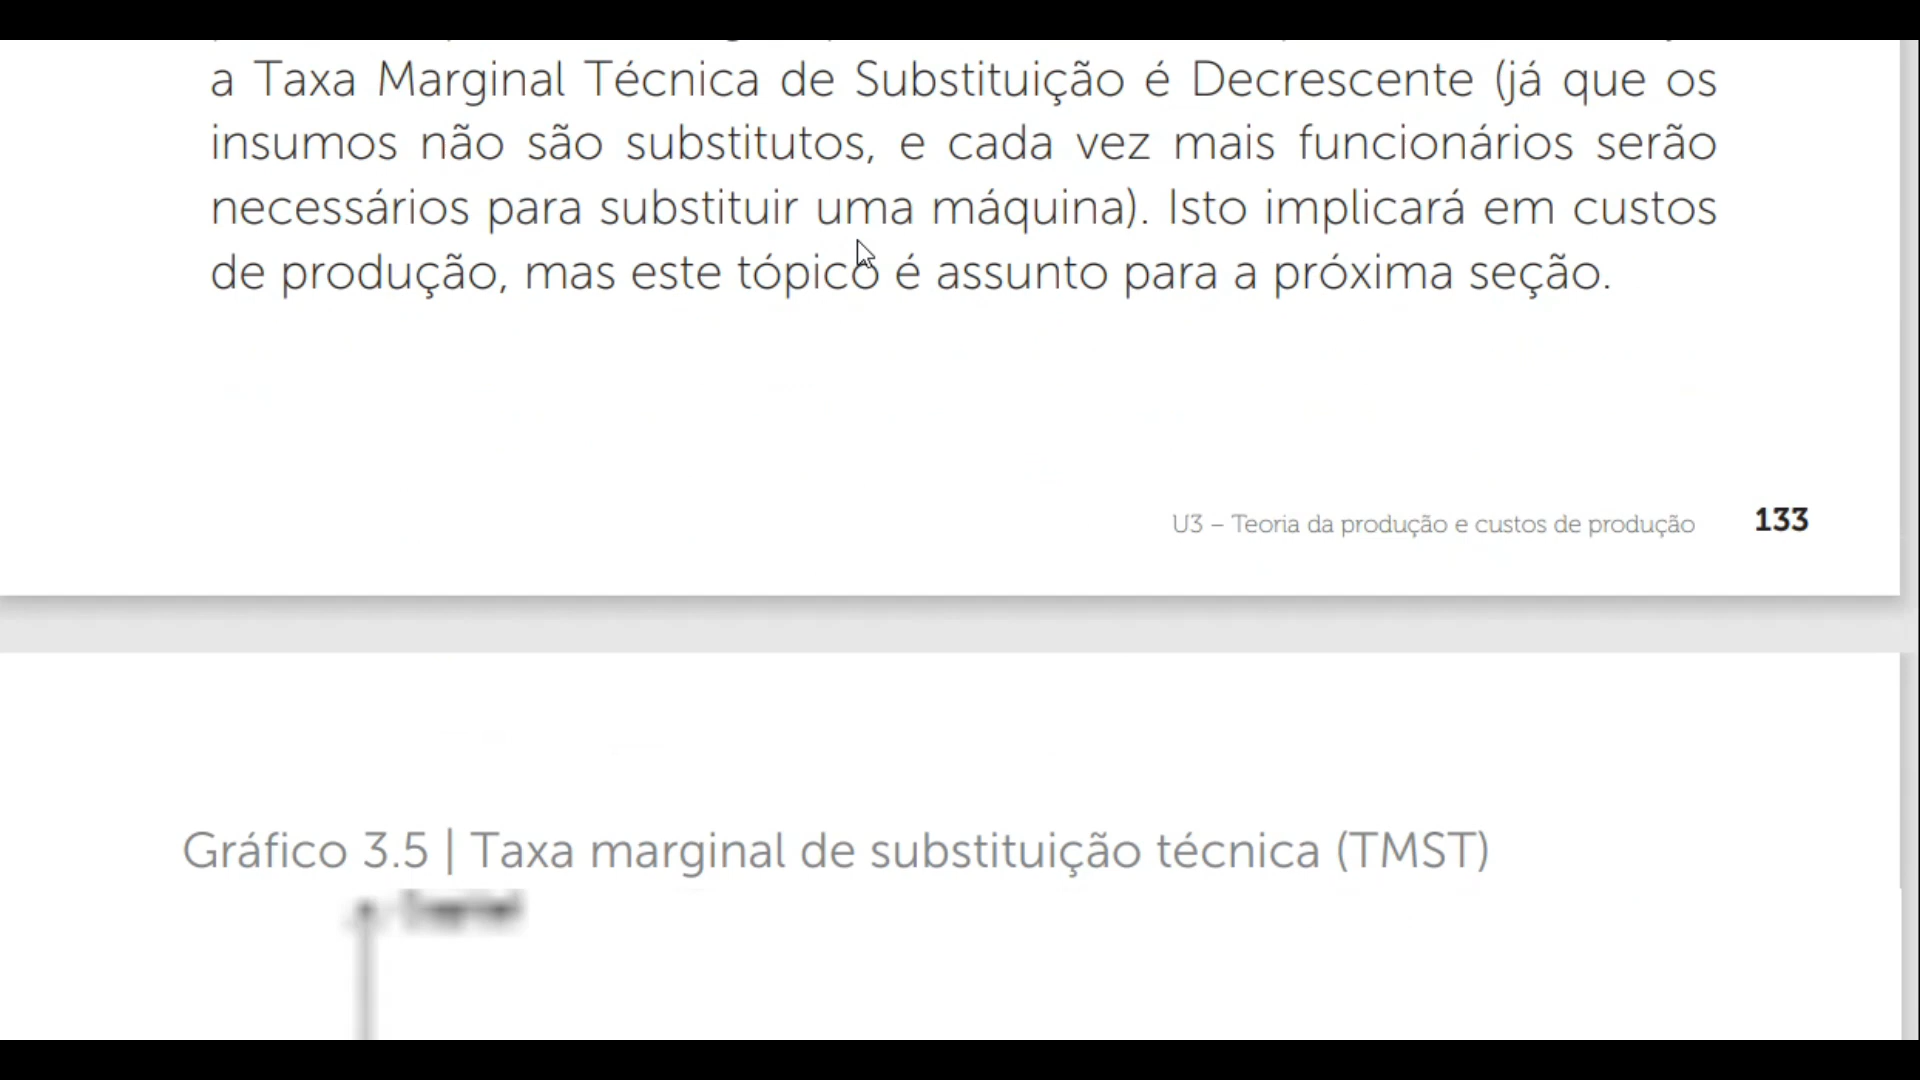 a Taxa Marginal Técnica de Substituição é Decrescente (já que os
insumos não são substitutos, e cada vez mais funcionários serão
necessários para substituir uma máquina). Isto implicará em custos
de produção, mas este tópico é assunto para a próxima seção.
U3 – Teoria da produção e custos de produção 133
Gráfico 3.5 | Taxa marginal de substituição técnica (TMST)